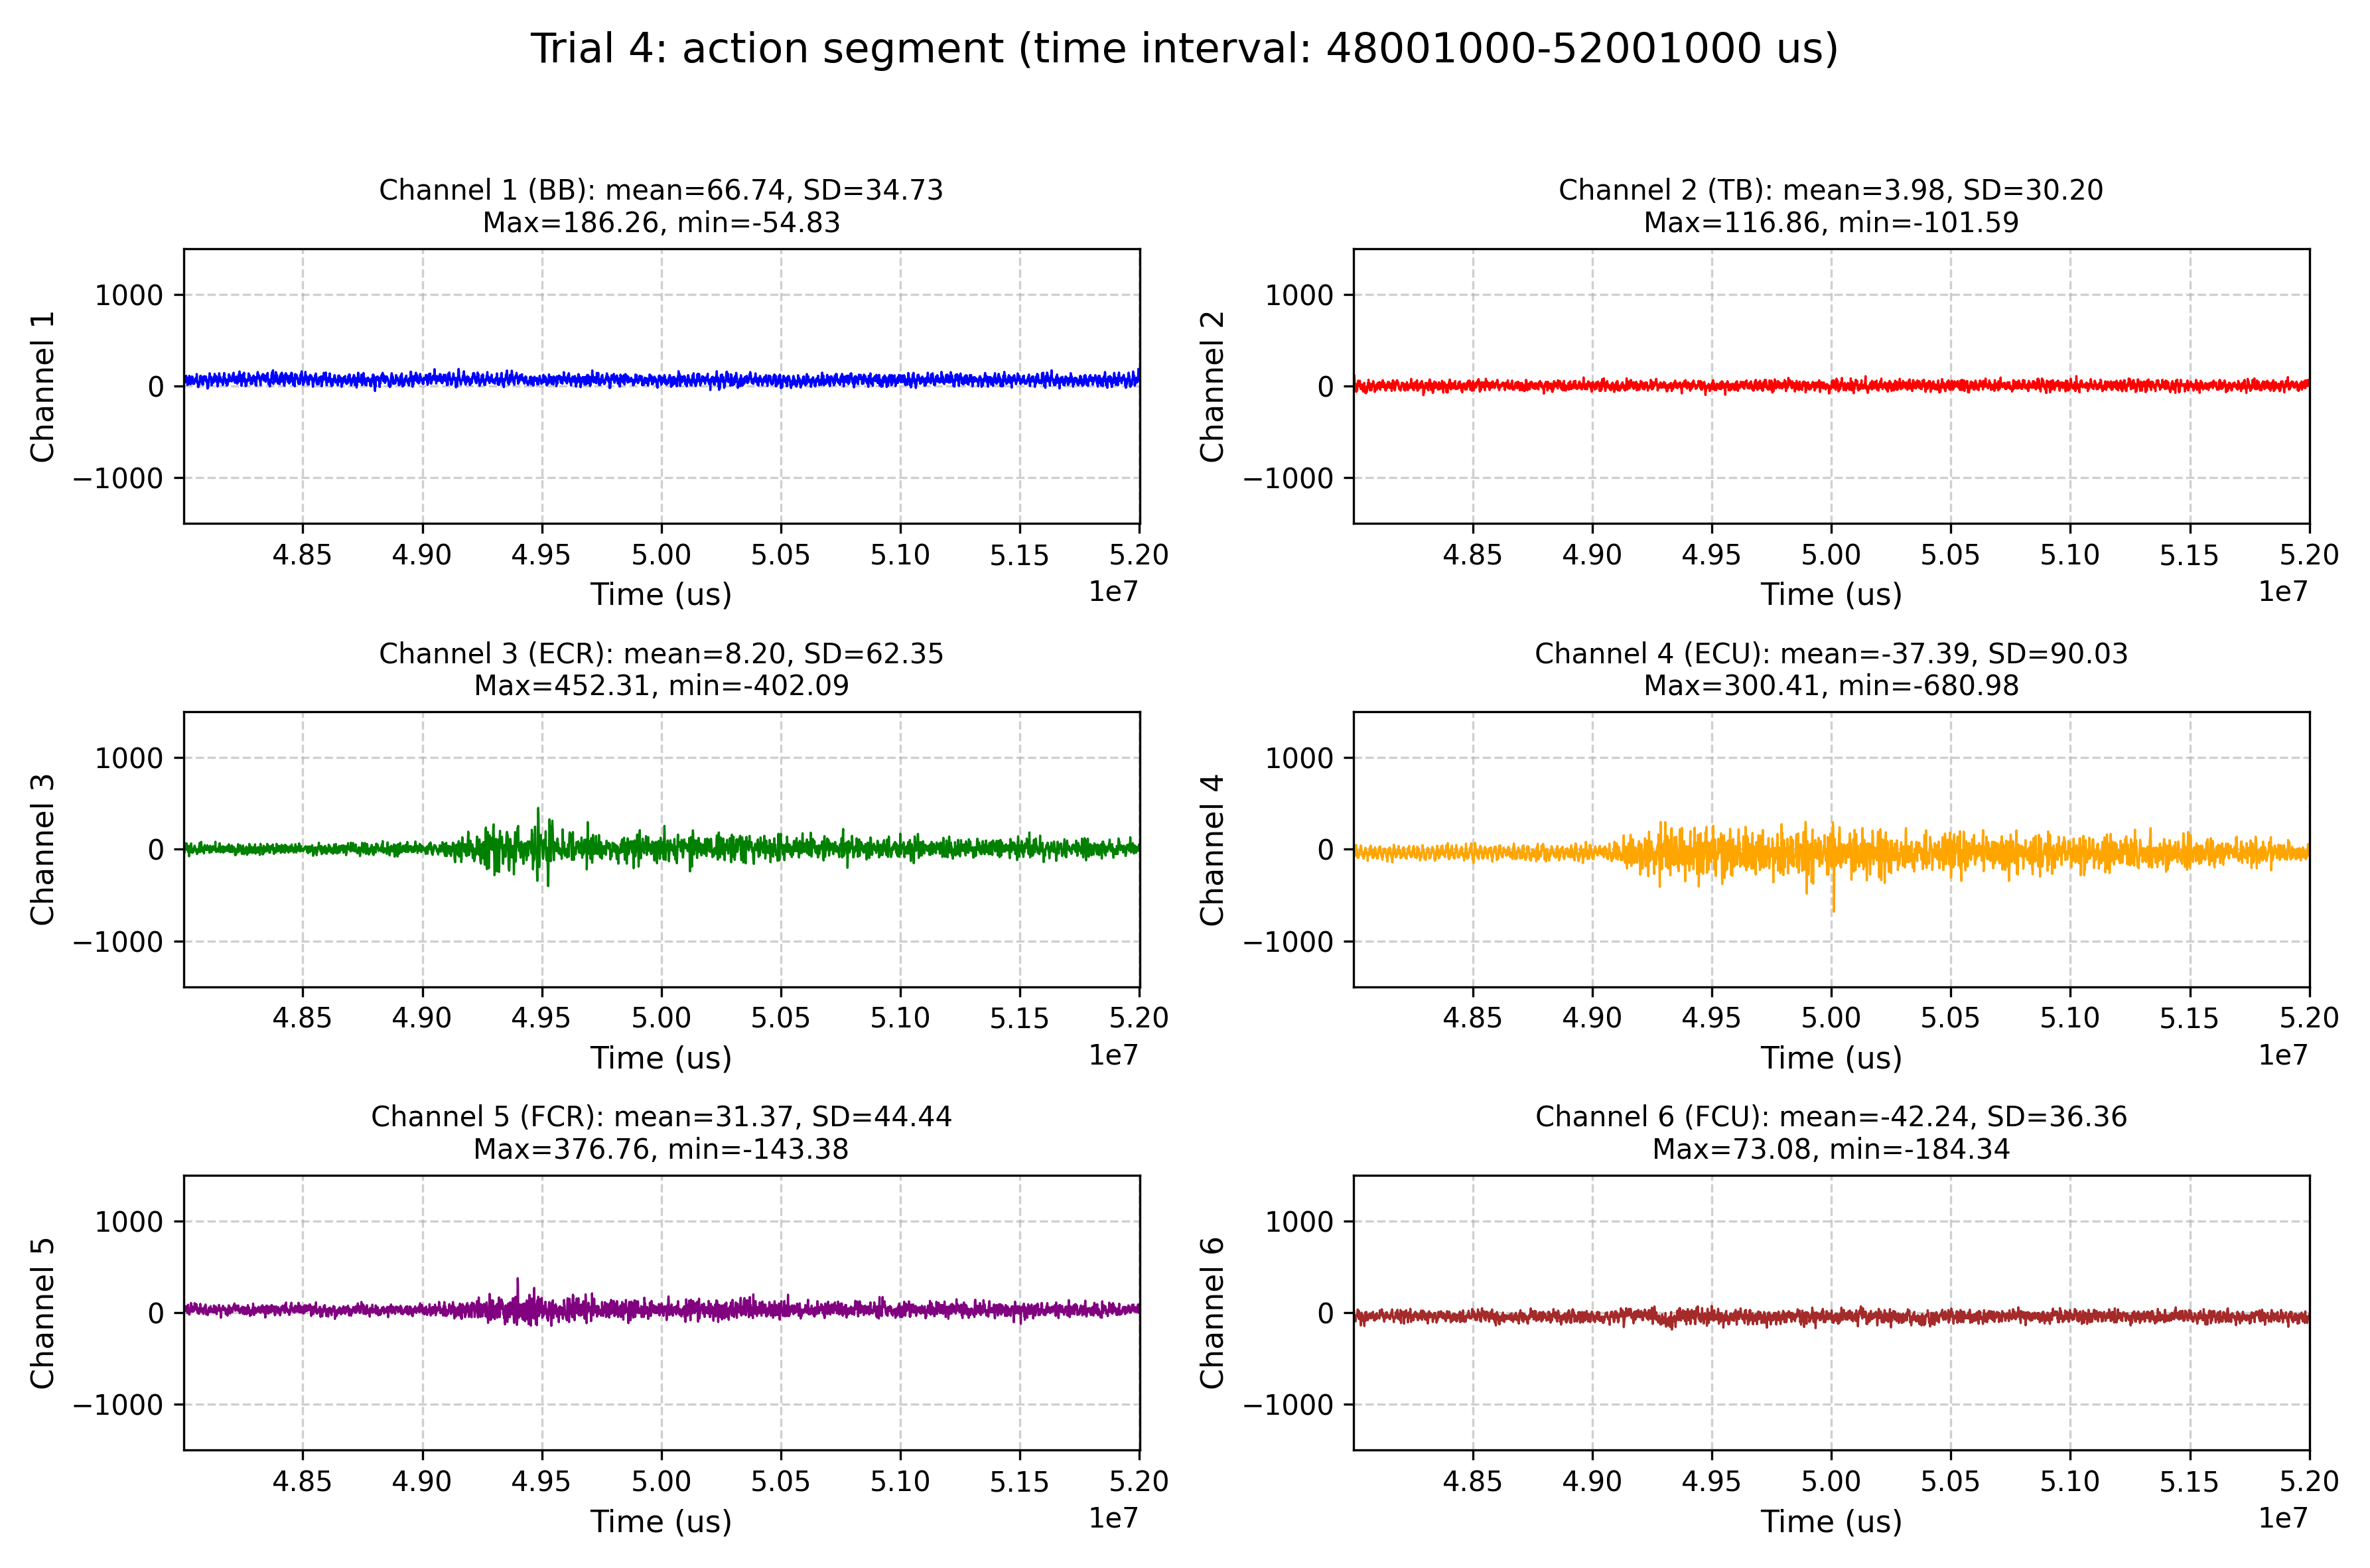 Trial 4: action segment (time interval: 48001000-52001000 us)
Channel 1 (BB): mean=66.74, SD=34.73
Max=186.26, min=-54.83
Channel 1
1000
0
−1000
4.85 4.90 4.95 5.00 5.05 5.10 5.15 5.20
Time (us)
1e7
Channel 2 (TB): mean=3.98, SD=30.20
Max=116.86, min=-101.59
Channel 2
1000
0
−1000
4.85 4.90 4.95 5.00 5.05 5.10 5.15 5.20
Time (us)
1e7
Channel 3 (ECR): mean=8.20, SD=62.35
Max=452.31, min=-402.09
Channel 3
1000
0
−1000
4.85 4.90 4.95 5.00 5.05 5.10 5.15 5.20
Time (us)
1e7
Channel 4 (ECU): mean=-37.39, SD=90.03
Max=300.41, min=-680.98
Channel 4
1000
0
−1000
4.85 4.90 4.95 5.00 5.05 5.10 5.15 5.20
Time (us)
1e7
Channel 5 (FCR): mean=31.37, SD=44.44
Max=376.76, min=-143.38
Channel 5
1000
0
−1000
4.85 4.90 4.95 5.00 5.05 5.10 5.15 5.20
Time (us)
1e7
Channel 6 (FCU): mean=-42.24, SD=36.36
Max=73.08, min=-184.34
Channel 6
1000
0
−1000
4.85 4.90 4.95 5.00 5.05 5.10 5.15 5.20
Time (us)
1e7